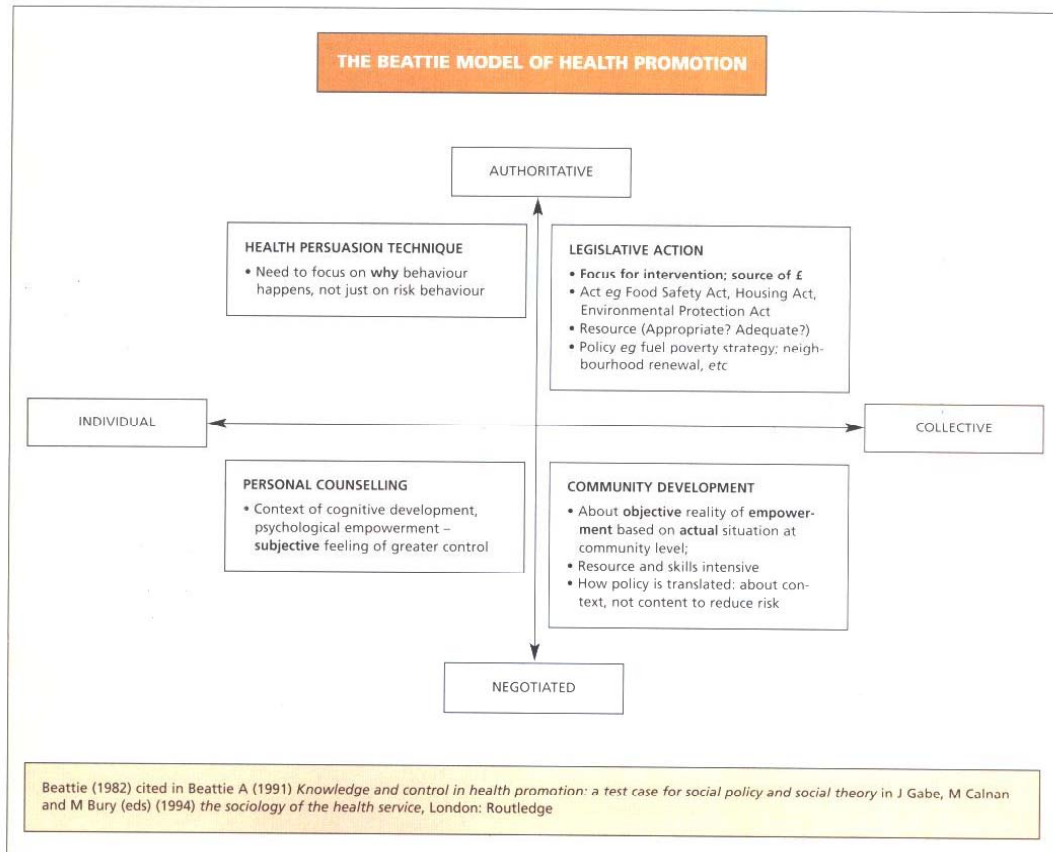 THE BEATTIE MODEL OF HEALTH PROMOTION
AUTHORITATIVE
HEALTH PERSUASION TECHNIQUE
• Need to focus on why behaviour
happens, not just on risk behaviour
LEGISLATIVE ACTION
• Focus for intervention; source of £
• Act eg Food Safety Act, Housing Act,
Environmental Protection Act
• Resource (Appropriate? Adequate?)
• Policy eg fuel poverty strategy; neigh-
bourhood renewal, etc
INDIVIDUAL
COLLECTIVE
PERSONAL COUNSELLING
• Context of cognitive development,
psychological empowerment –
subjective feeling of greater control
COMMUNITY DEVELOPMENT
• About objective reality of empower-
ment based on actual situation at
community level;
• Resource and skills intensive
• How policy is translated: about con-
text, not content to reduce risk
NEGOTIATED
Beattie (1982) cited in Beattie A (1991) Knowledge and control in health promotion: a test case for social policy and social theory in J Gabe, M Calnan
and M Bury (eds) (1994) the sociology of the health service, London: Routledge